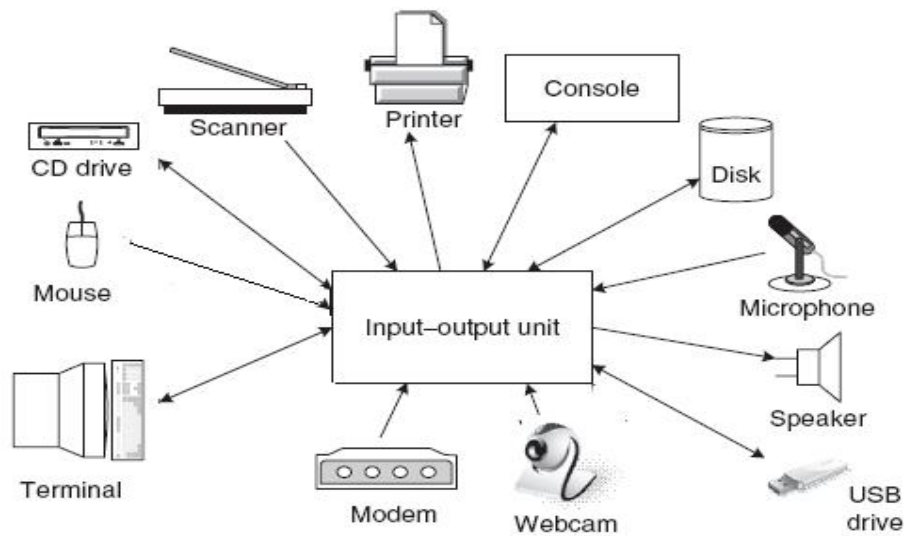 Scanner
Printer
Console
CD drive
Disk
Mouse
Microphone
Input–output unit
Speaker
Terminal
Modem
Webcam
USB
drive